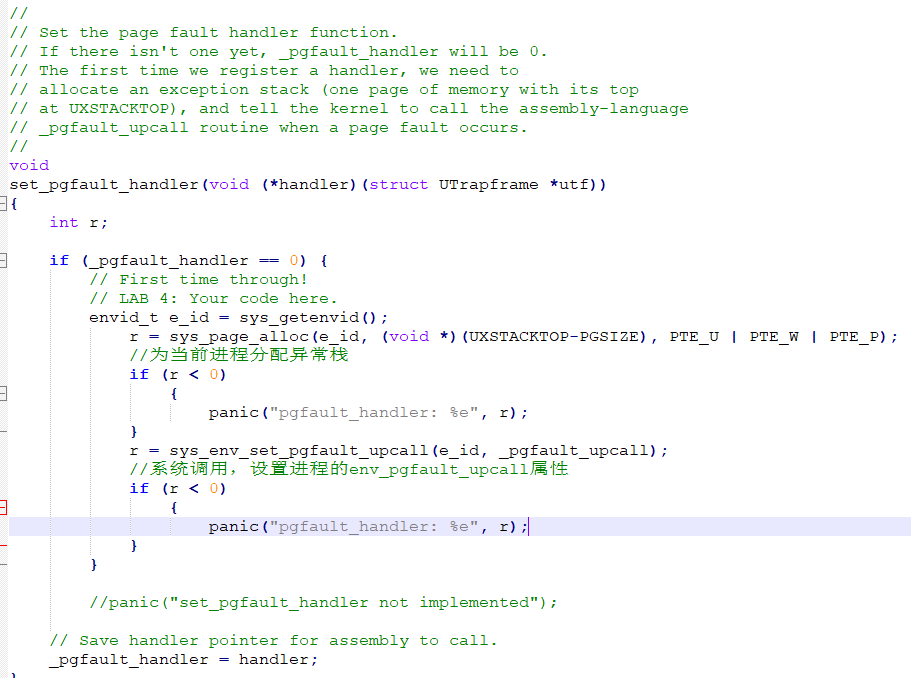 //
// Set the page fault handler function.
// If there isn't one yet, _pgfault_handler will be 0.
// The first time we register a handler, we need to
// allocate an exception stack (one page of memory with its top
// at UXSTACKTOP), and tell the kernel to call the assembly-language
// _pgfault_upcall routine when a page fault occurs.
//
void
set_pgfault_handler(void (*handler)(struct UTrapframe *utf))
{
    int r;

    if (_pgfault_handler == 0) {
        // First time through!
        // LAB 4: Your code here.
        envid_t e_id = sys_getenvid();
            r = sys_page_alloc(e_id, (void *)(UXSTACKTOP-PGSIZE), PTE_U | PTE_W | PTE_P);
            //为当前进程分配异常栈
            if (r < 0)
                {
                    panic("pgfault_handler: %e", r);
            }
            r = sys_env_set_pgfault_upcall(e_id, _pgfault_upcall);
            //系统调用，设置进程的env_pgfault_upcall属性
            if (r < 0)
                {
                    panic("pgfault_handler: %e", r);
            }
        }

        //panic("set_pgfault_handler not implemented");

    // Save handler pointer for assembly to call.
    _pgfault_handler = handler;
}